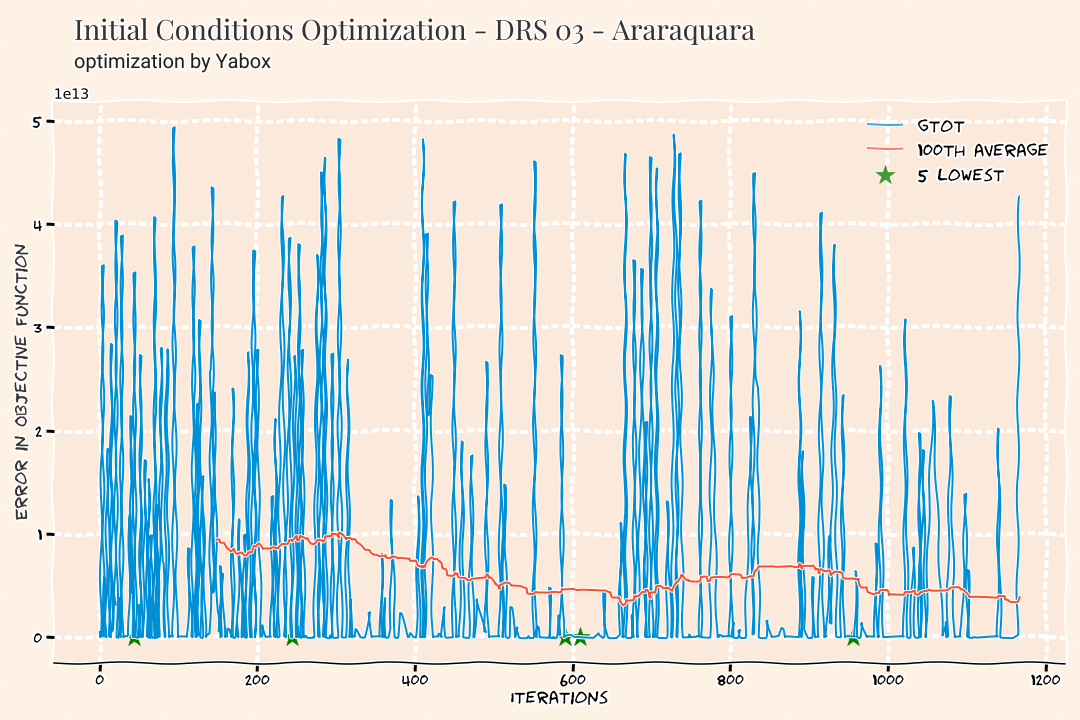 Initial Conditions Optimization - DRS 03 - Araraquara
optimization by Yabox
1e13
5
4
3
2
1
0
ERROR IN OBJECTIVE FUNCTION
GTOT
100TH AVERAGE
5 LOWEST
0 200 400 600 800 1000 1200
ITERATIONS